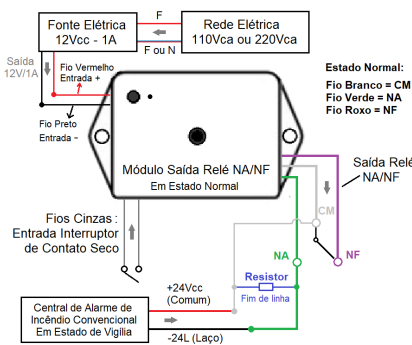 Fonte Elétrica
12Vcc - 1A
F
F ou N
Rede Elétrica
110Vca ou 220Vca
Saída
12V/1A
Fio Vermelho
Entrada +
Fio Preto
Entrada -
Estado Normal:
Fio Branco = CM
Fio Verde = NA
Fio Roxo = NF
Módulo Saída Relé NA/NF
Em Estado Normal
Saída Relé
NA/NF
Fios Cinzas :
Entrada Interruptor
de Contato Seco
CM
NA
NF
Resistor
Fim de linha
+24Vcc
(Comum)
Central de Alarme de
Incêndio Convencional
Em Estado de Vigília
-24L (Laço)